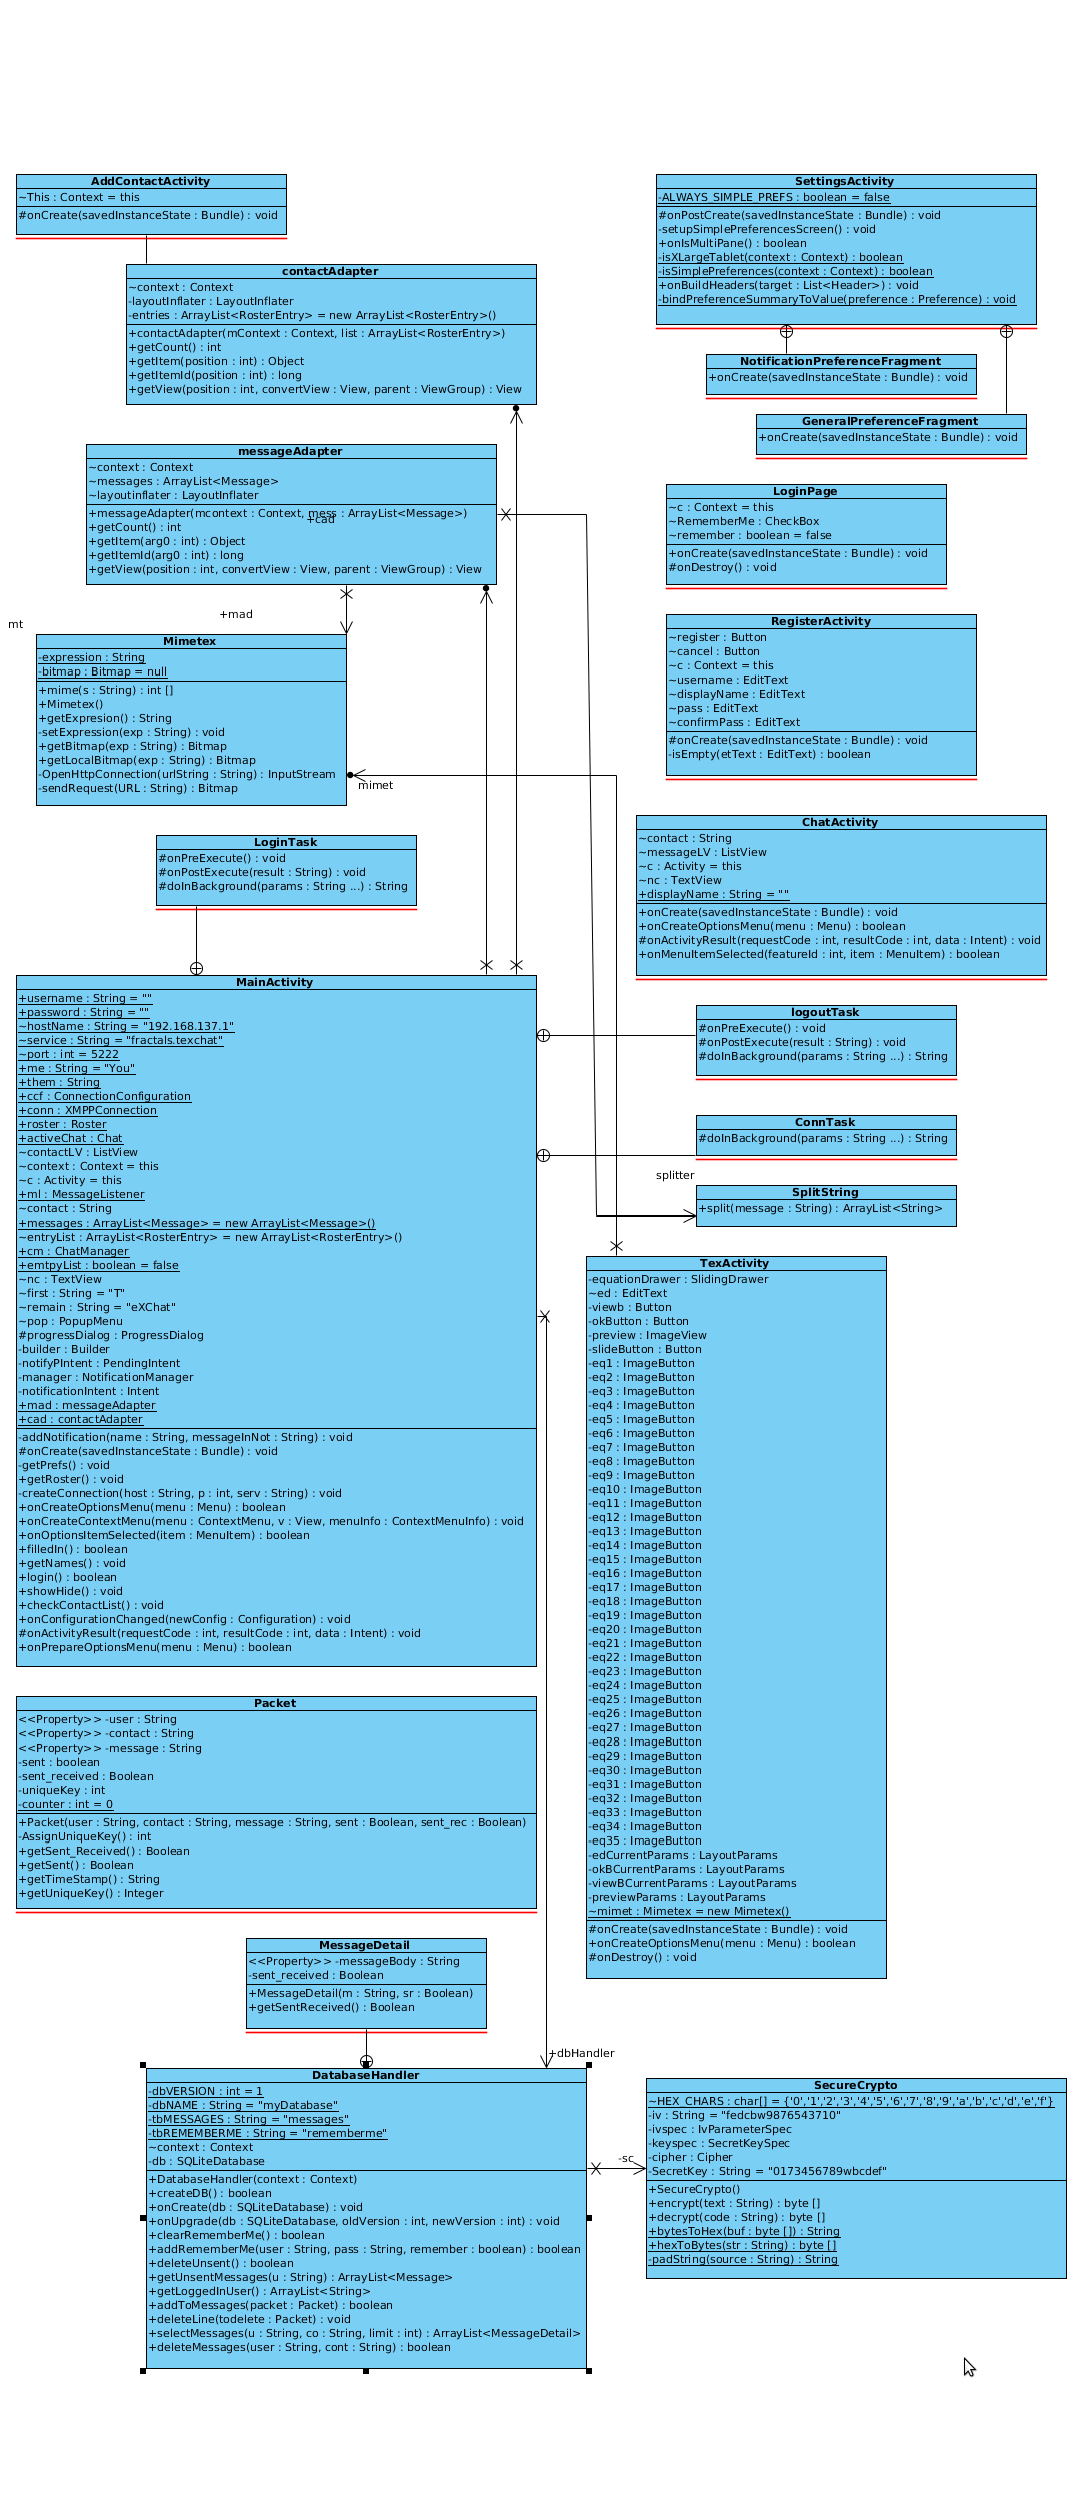 AddContactActivity
~This : Context = this
#onCreate(savedInstanceState : Bundle) : void
contactAdapter
~context : Context
-layoutInflater : LayoutInflater
-entries : ArrayList<RosterEntry> = new ArrayList<RosterEntry>()
+contactAdapter(mContext : Context, list : ArrayList<RosterEntry>)
+getCount() : int
+getItem(position : int) : Object
+getItemId(position : int) : long
+getView(position : int, convertView : View, parent : ViewGroup) : View
messageAdapter
~context : Context
~messages : ArrayList<Message>
~layoutinflater : LayoutInflater
+messageAdapter(mcontext : Context, mess : ArrayList<Message>)
+cad
+getCount() : int
+getItem(arg0 : int) : Object
+getItemId(arg0 : int) : long
+getView(position : int, convertView : View, parent : ViewGroup) : View
+mad
mt
Mimetex
-expression : String
-bitmap : Bitmap = null
+mime(s : String) : int []
+Mimetex()
+getExpresion() : String
-setExpression(exp : String) : void
+getBitmap(exp : String) : Bitmap
+getLocalBitmap(exp : String) : Bitmap
-OpenHttpConnection(urlString : String) : InputStream
-sendRequest(URL : String) : Bitmap
mimet
LoginTask
#onPreExecute() : void
#onPostExecute(result : String) : void
#doInBackground(params : String ...) : String
MainActivity
+username : String = ""
+password : String = ""
~hostName : String = "192.168.137.1"
~service : String = "fractals.texchat"
~port : int = 5222
+me : String = "You"
+them : String
+ccf : ConnectionConfiguration
+conn : XMPPConnection
+roster : Roster
+activeChat : Chat
~contactLV : ListView
~context : Context = this
~c : Activity = this
+ml : MessageListener
~contact : String
+messages : ArrayList<Message> = new ArrayList<Message>()
~entryList : ArrayList<RosterEntry> = new ArrayList<RosterEntry>()
+cm : ChatManager
+emtpyList : boolean = false
~nc : TextView
~first : String = "T"
~remain : String = "eXChat"
~pop : PopupMenu
#progressDialog : ProgressDialog
-builder : Builder
-notifyPIntent : PendingIntent
-manager : NotificationManager
-notificationIntent : Intent
+mad : messageAdapter
+cad : contactAdapter
-addNotification(name : String, messageInNot : String) : void
#onCreate(savedInstanceState : Bundle) : void
-getPrefs() : void
+getRoster() : void
-createConnection(host : String, p : int, serv : String) : void
+onCreateOptionsMenu(menu : Menu) : boolean
+onCreateContextMenu(menu : ContextMenu, v : View, menuInfo : ContextMenuInfo) : void
+onOptionsItemSelected(item : MenuItem) : boolean
+filledIn() : boolean
+getNames() : void
+login() : boolean
+showHide() : void
+checkContactList() : void
+onConfigurationChanged(newConfig : Configuration) : void
#onActivityResult(requestCode : int, resultCode : int, data : Intent) : void
+onPrepareOptionsMenu(menu : Menu) : boolean
Packet
<<Property>> -user : String
<<Property>> -contact : String
<<Property>> -message : String
-sent : boolean
-sent_received : Boolean
-uniqueKey : int
-counter : int = 0
+Packet(user : String, contact : String, message : String, sent : Boolean, sent_rec : Boolean)
-AssignUniqueKey() : int
+getSent_Received() : Boolean
+getSent() : Boolean
+getTimeStamp() : String
+getUniqueKey() : Integer
MessageDetail
<<Property>> -messageBody : String
-sent_received : Boolean
+MessageDetail(m : String, sr : Boolean)
+getSentReceived() : Boolean
+dbHandler
DatabaseHandler
-dbVERSION : int = 1
-dbNAME : String = "myDatabase"
-tbMESSAGES : String = "messages"
-tbREMEMBERME : String = "rememberme"
~context : Context
-db : SQLiteDatabase
+DatabaseHandler(context : Context)
+createDB() : boolean
+onCreate(db : SQLiteDatabase) : void
+onUpgrade(db : SQLiteDatabase, oldVersion : int, newVersion : int) : void
+clearRememberMe() : boolean
+addRememberMe(user : String, pass : String, remember : boolean) : boolean
+deleteUnsent() : boolean
+getUnsentMessages(u : String) : ArrayList<Message>
+getLoggedInUser() : ArrayList<String>
+addToMessages(packet : Packet) : boolean
+deleteLine(todelete : Packet) : void
+selectMessages(u : String, co : String, limit : int) : ArrayList<MessageDetail>
+deleteMessages(user : String, cont : String) : boolean
SettingsActivity
-ALWAYS_SIMPLE_PREFS : boolean = false
#onPostCreate(savedInstanceState : Bundle) : void
-setupSimplePreferencesScreen() : void
+onIsMultiPane() : boolean
-isXLargeTablet(context : Context) : boolean
-isSimplePreferences(context : Context) : boolean
+onBuildHeaders(target : List<Header>) : void
-bindPreferenceSummaryToValue(preference : Preference) : void
NotificationPreferenceFragment
+onCreate(savedInstanceState : Bundle) : void
GeneralPreferenceFragment
+onCreate(savedInstanceState : Bundle) : void
LoginPage
~c : Context = this
~RememberMe : CheckBox
~remember : boolean = false
+onCreate(savedInstanceState : Bundle) : void
#onDestroy() : void
RegisterActivity
~register : Button
~cancel : Button
~c : Context = this
~username : EditText
~displayName : EditText
~pass : EditText
~confirmPass : EditText
#onCreate(savedInstanceState : Bundle) : void
-isEmpty(etText : EditText) : boolean
ChatActivity
~contact : String
~messageLV : ListView
~c : Activity = this
~nc : TextView
+displayName : String = ""
+onCreate(savedInstanceState : Bundle) : void
+onCreateOptionsMenu(menu : Menu) : boolean
#onActivityResult(requestCode : int, resultCode : int, data : Intent) : void
+onMenuItemSelected(featureId : int, item : MenuItem) : boolean
logoutTask
#onPreExecute() : void
#onPostExecute(result : String) : void
#doInBackground(params : String ...) : String
ConnTask
#doInBackground(params : String ...) : String
splitter
SplitString
+split(message : String) : ArrayList<String>
TexActivity
-equationDrawer : SlidingDrawer
~ed : EditText
-viewb : Button
-okButton : Button
-preview : ImageView
-slideButton : Button
-eq1 : ImageButton
-eq2 : ImageButton
-eq3 : ImageButton
-eq4 : ImageButton
-eq5 : ImageButton
-eq6 : ImageButton
-eq7 : ImageButton
-eq8 : ImageButton
-eq9 : ImageButton
-eq10 : ImageButton
-eq11 : ImageButton
-eq12 : ImageButton
-eq13 : ImageButton
-eq14 : ImageButton
-eq15 : ImageButton
-eq16 : ImageButton
-eq17 : ImageButton
-eq18 : ImageButton
-eq19 : ImageButton
-eq20 : ImageButton
-eq21 : ImageButton
-eq22 : ImageButton
-eq23 : ImageButton
-eq24 : ImageButton
-eq25 : ImageButton
-eq26 : ImageButton
-eq27 : ImageButton
-eq28 : ImageButton
-eq29 : ImageButton
-eq30 : ImageButton
-eq31 : ImageButton
-eq32 : ImageButton
-eq33 : ImageButton
-eq34 : ImageButton
-eq35 : ImageButton
-edCurrentParams : LayoutParams
-okBCurrentParams : LayoutParams
-viewBCurrentParams : LayoutParams
-previewParams : LayoutParams
~mimet : Mimetex = new Mimetex()
#onCreate(savedInstanceState : Bundle) : void
+onCreateOptionsMenu(menu : Menu) : boolean
#onDestroy() : void
-sc
SecureCrypto
~HEX_CHARS : char[] = {'0','1','2','3','4','5','6','7','8','9','a','b','c','d','e','f'}
-iv : String = "fedcbw9876543710"
-ivspec : IvParameterSpec
-keyspec : SecretKeySpec
-cipher : Cipher
-SecretKey : String = "0173456789wbcdef"
+SecureCrypto()
+encrypt(text : String) : byte []
+decrypt(code : String) : byte []
+bytesToHex(buf : byte []) : String
+hexToBytes(str : String) : byte []
-padString(source : String) : String